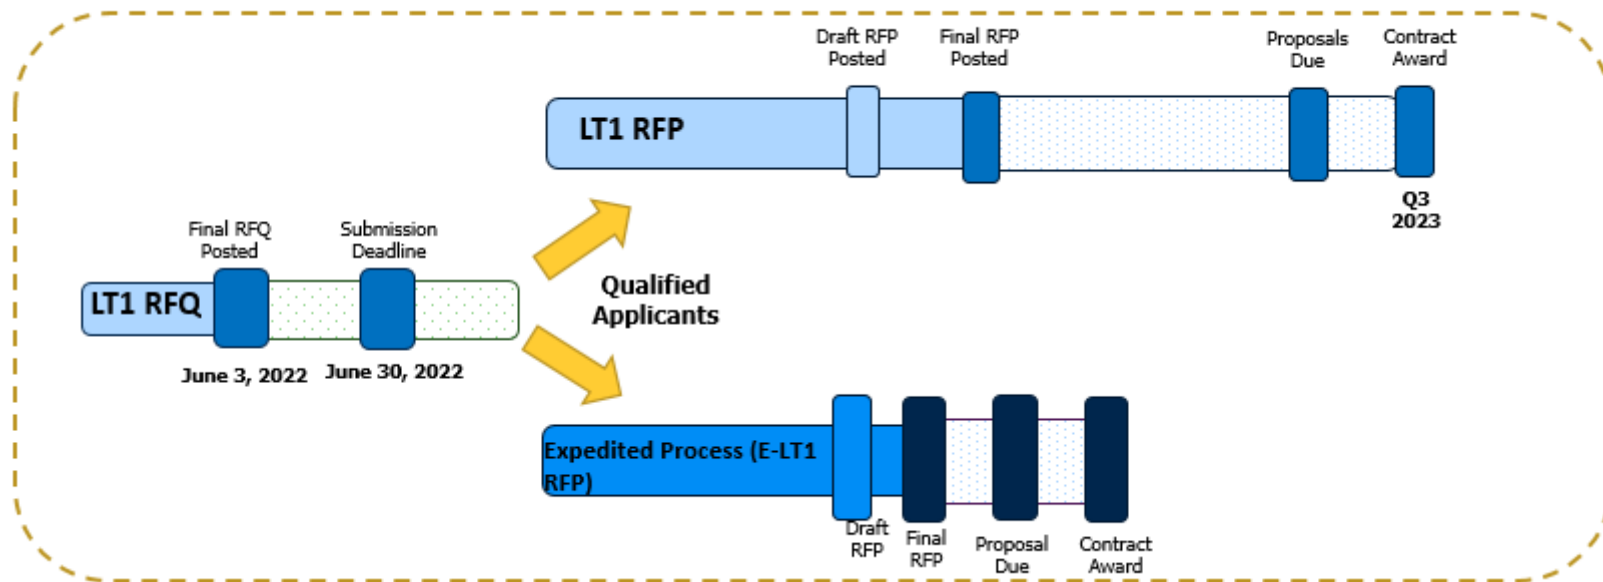 Draft RFP
Posted
Final RFP
Posted
Proposals
Due
Contract
Award
LT1 RFP
Q3
2023
Final RFQ
Posted
Submission
Deadline
LT1 RFQ
June 3, 2022
June 30, 2022
Qualified
Applicants
Expedited Process (E-LT1
RFP)
Draft
RFP
Final
RFP
Proposal
Due
Contract
Award